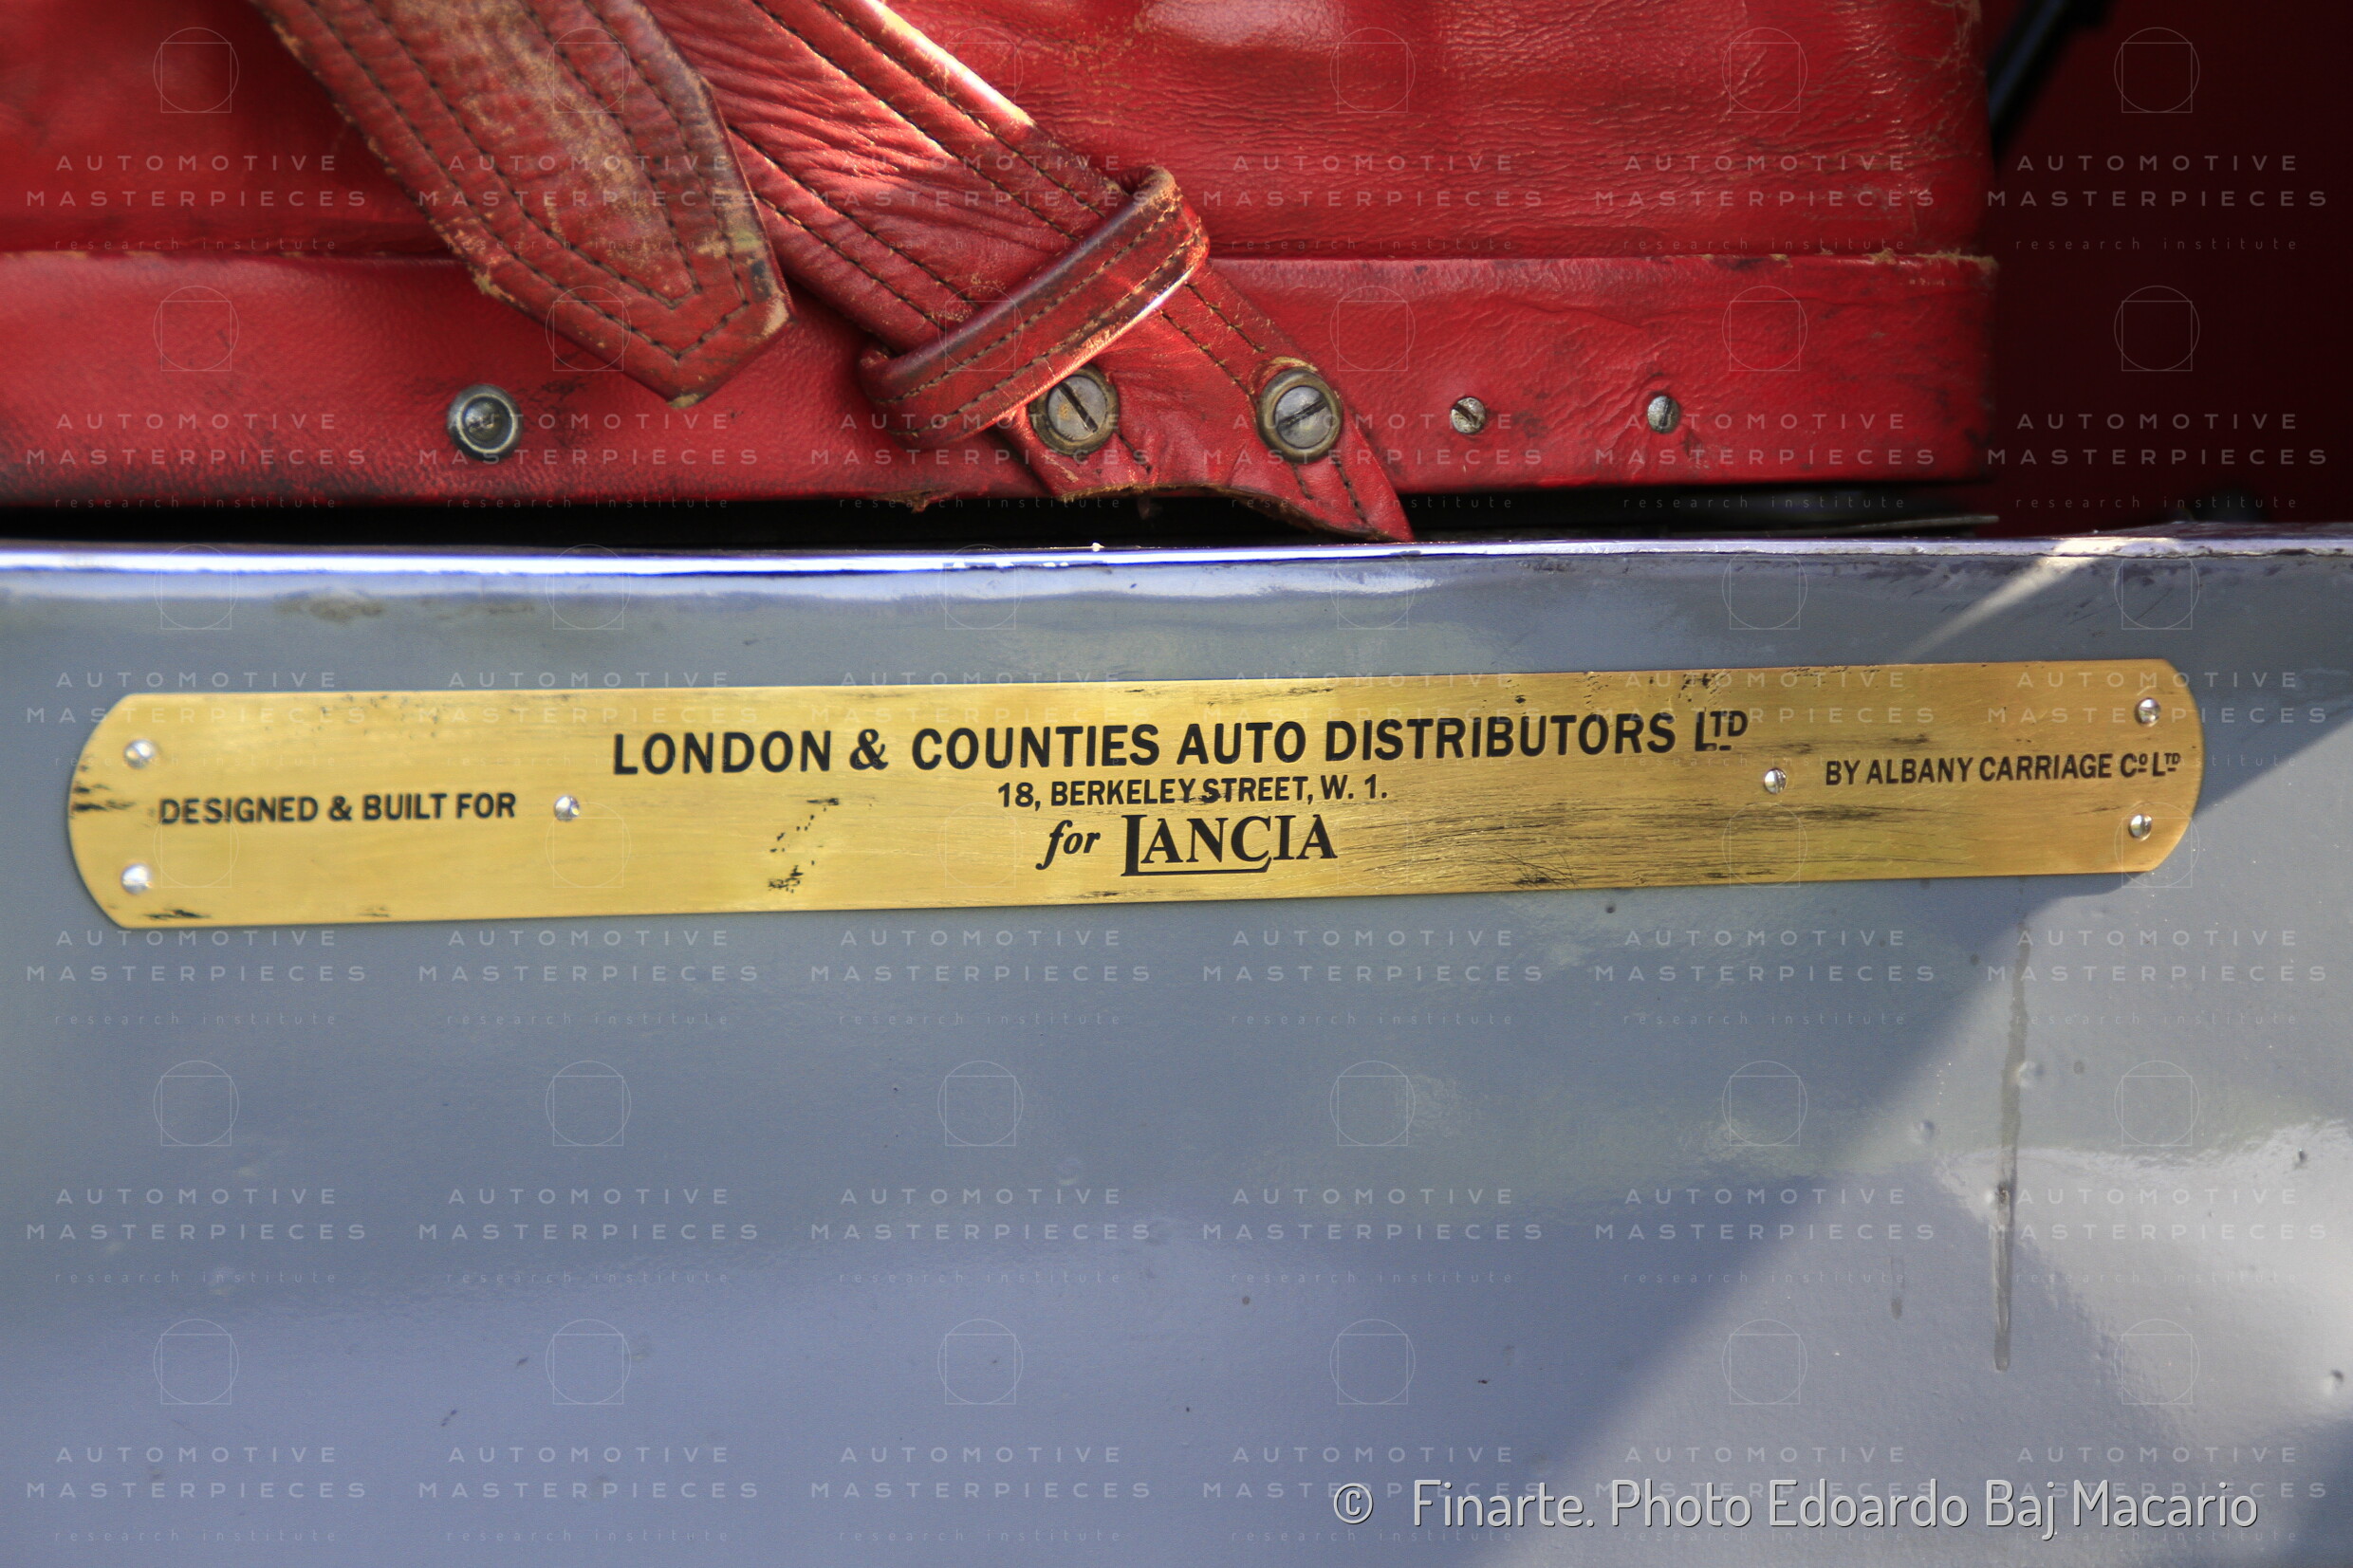 LONDON & COUNTIES AUTO DISTRIBUTORS LTD
18, BERKELEY STREET, W. 1.
for LANCIA
DESIGNED & BUILT FOR
BY ALBANY CARRIAGE CO LTD
AUTOMOTIVE
MASTERPIECES
research institute
© Finarte. Photo Edoardo Baj Macario